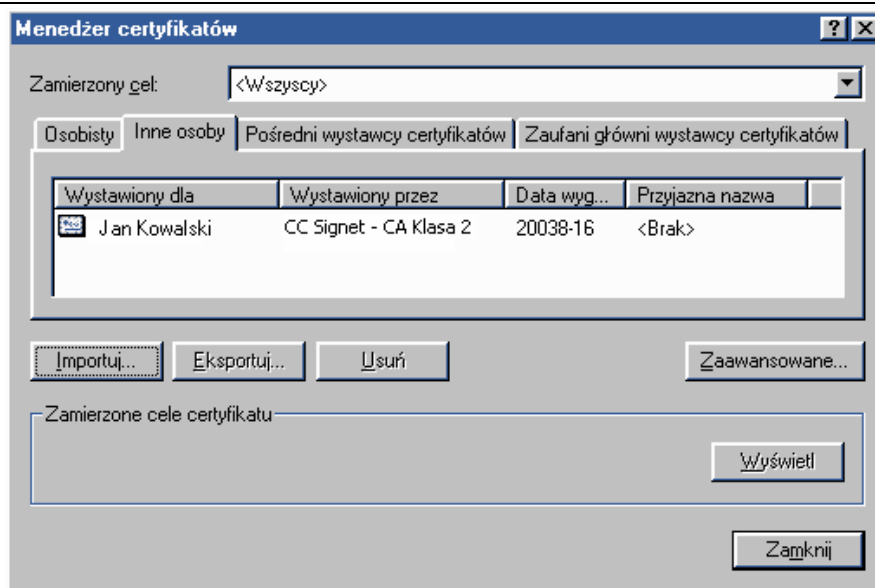 Menedżer certyfikatów
Zamierzony cel: <Wszyscy>
Osobisty Inne osoby Pośredni wystawcy certyfikatów Zaufani główni wystawcy certyfikatów
Wystawiony dla Wystawiony przez Data wyg... Przyjazna nazwa
Jan Kowalski CC Signet - CA Klasa 2 20038-16 <Brak>
Importuj... Eksportuj... Usuń Zaawansowane...
Zamierzone cele certyfikatu
Wyświetl
Zamknij